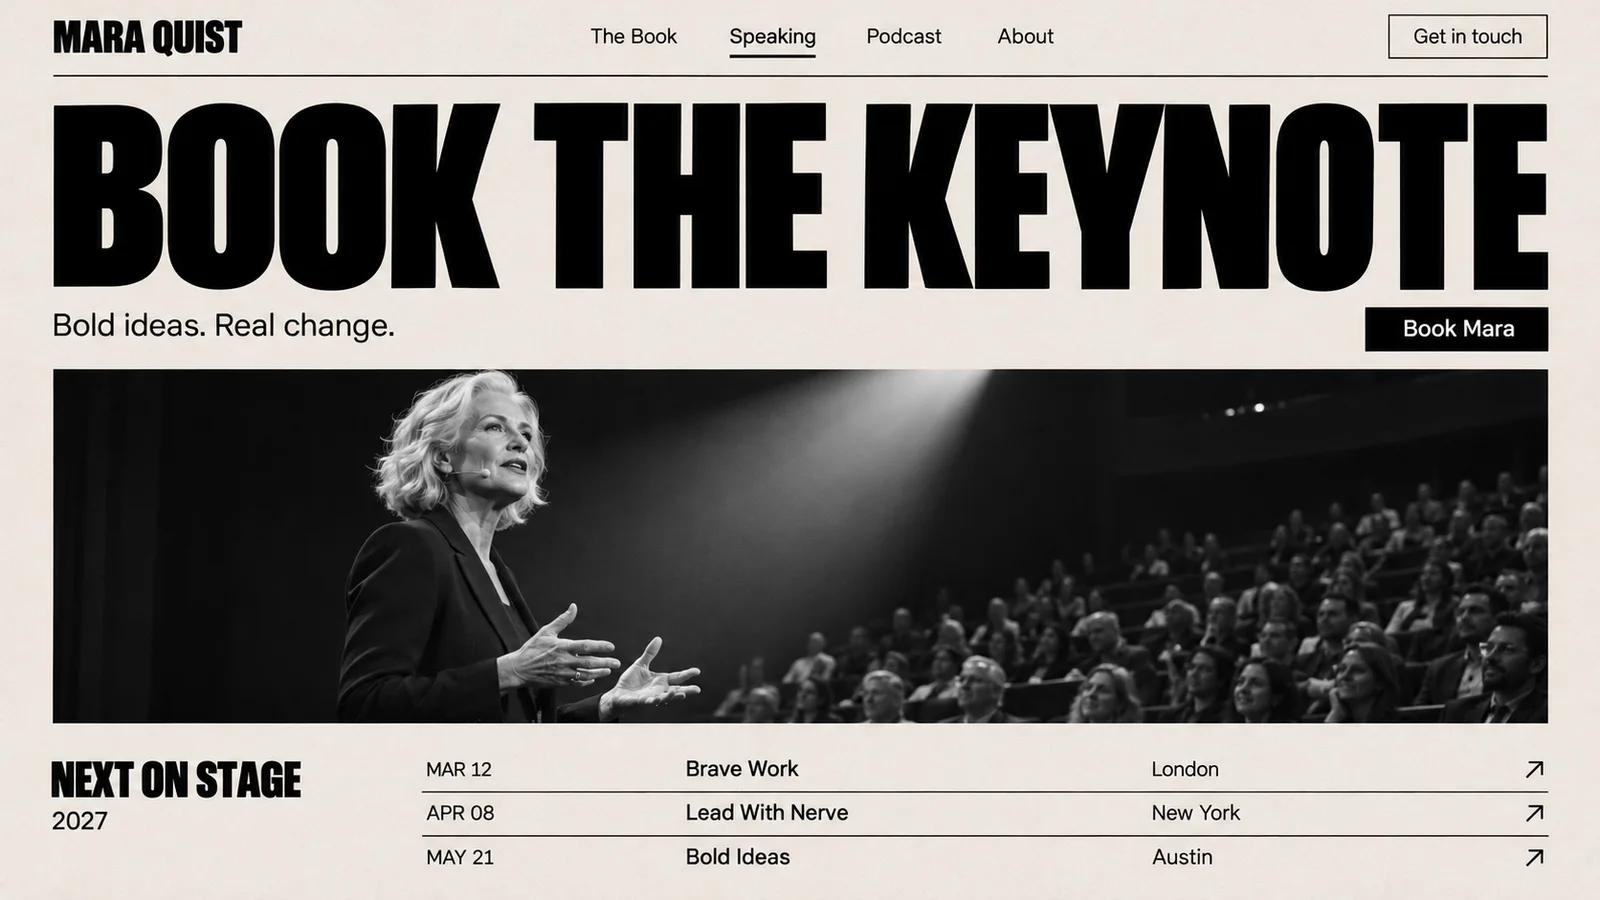 MARA QUIST
The Book
Speaking
Podcast
About
Get in touch
BOOK THE KEYNOTE
Bold ideas. Real change.
Book Mara
NEXT ON STAGE
2027
MAR 12 Brave Work London
APR 08 Lead With Nerve New York
MAY 21 Bold Ideas Austin